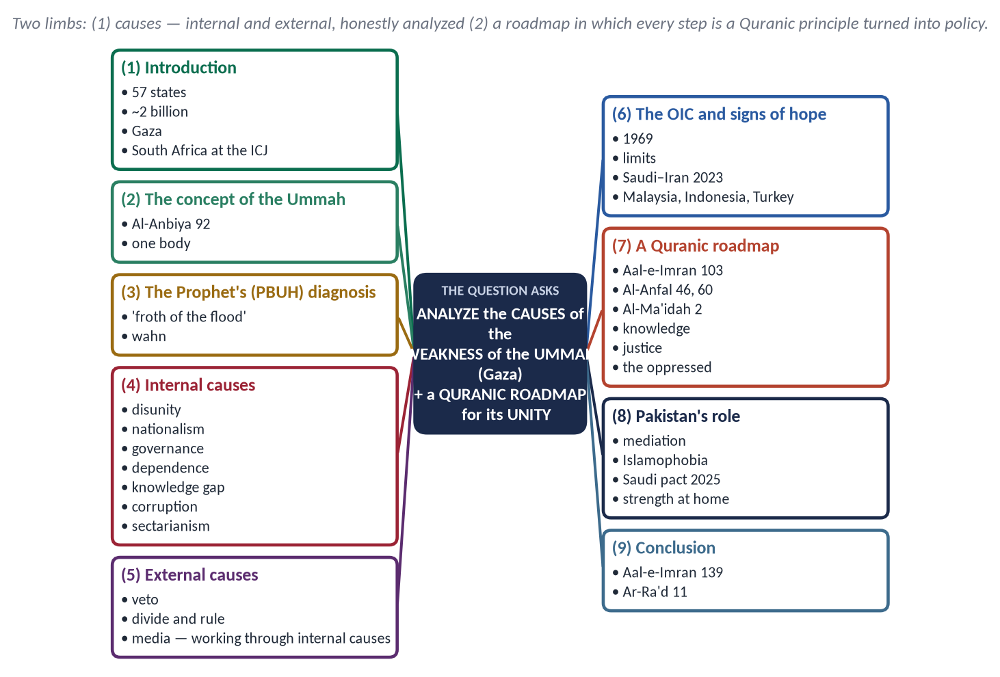 Two limbs: (1) causes — internal and external, honestly analyzed (2) a roadmap in which every step is a Quranic principle turned into policy.
(1) Introduction
• 57 states
• ~2 billion
• Gaza
• South Africa at the ICJ
(2) The concept of the Ummah
• Al-Anbiya 92
• one body
(3) The Prophet's (PBUH) diagnosis
• 'froth of the flood'
• wahn
(4) Internal causes
• disunity
• nationalism
• governance
• dependence
• knowledge gap
• corruption
• sectarianism
(5) External causes
• veto
• divide and rule
• media — working through internal causes
THE QUESTION ASKS
ANALYZE the CAUSES of
the
WEAKNESS of the UMMAH
(Gaza)
+ a QURANIC ROADMAP
for its UNITY
(6) The OIC and signs of hope
• 1969
• limits
• Saudi–Iran 2023
• Malaysia, Indonesia, Turkey
(7) A Quranic roadmap
• Aal-e-Imran 103
• Al-Anfal 46, 60
• Al-Ma'idah 2
• knowledge
• justice
• the oppressed
(8) Pakistan's role
• mediation
• Islamophobia
• Saudi pact 2025
• strength at home
(9) Conclusion
• Aal-e-Imran 139
• Ar-Ra'd 11